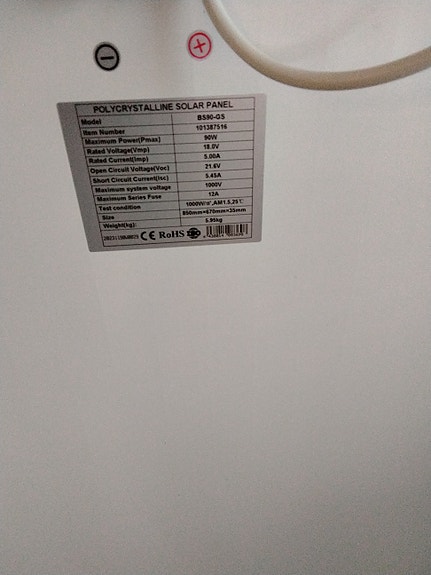 − +
POLYCRYSTALLINE SOLAR PANEL
Model BS90-GS
Item Number 101387516
Maximum Power(Pmax) 90W
Rated Voltage(Vmp) 18.0V
Rated Current(Imp) 5.00A
Open Circuit Voltage(Voc) 21.6V
Short Circuit Current(Isc) 5.45A
Maximum system voltage 1000V
Maximum Series Fuse 12A
Test condition 1000W/㎡,AM1.5,25℃
Size 850mm×670mm×35mm
Weight(kg): 5.95kg
CE RoHS